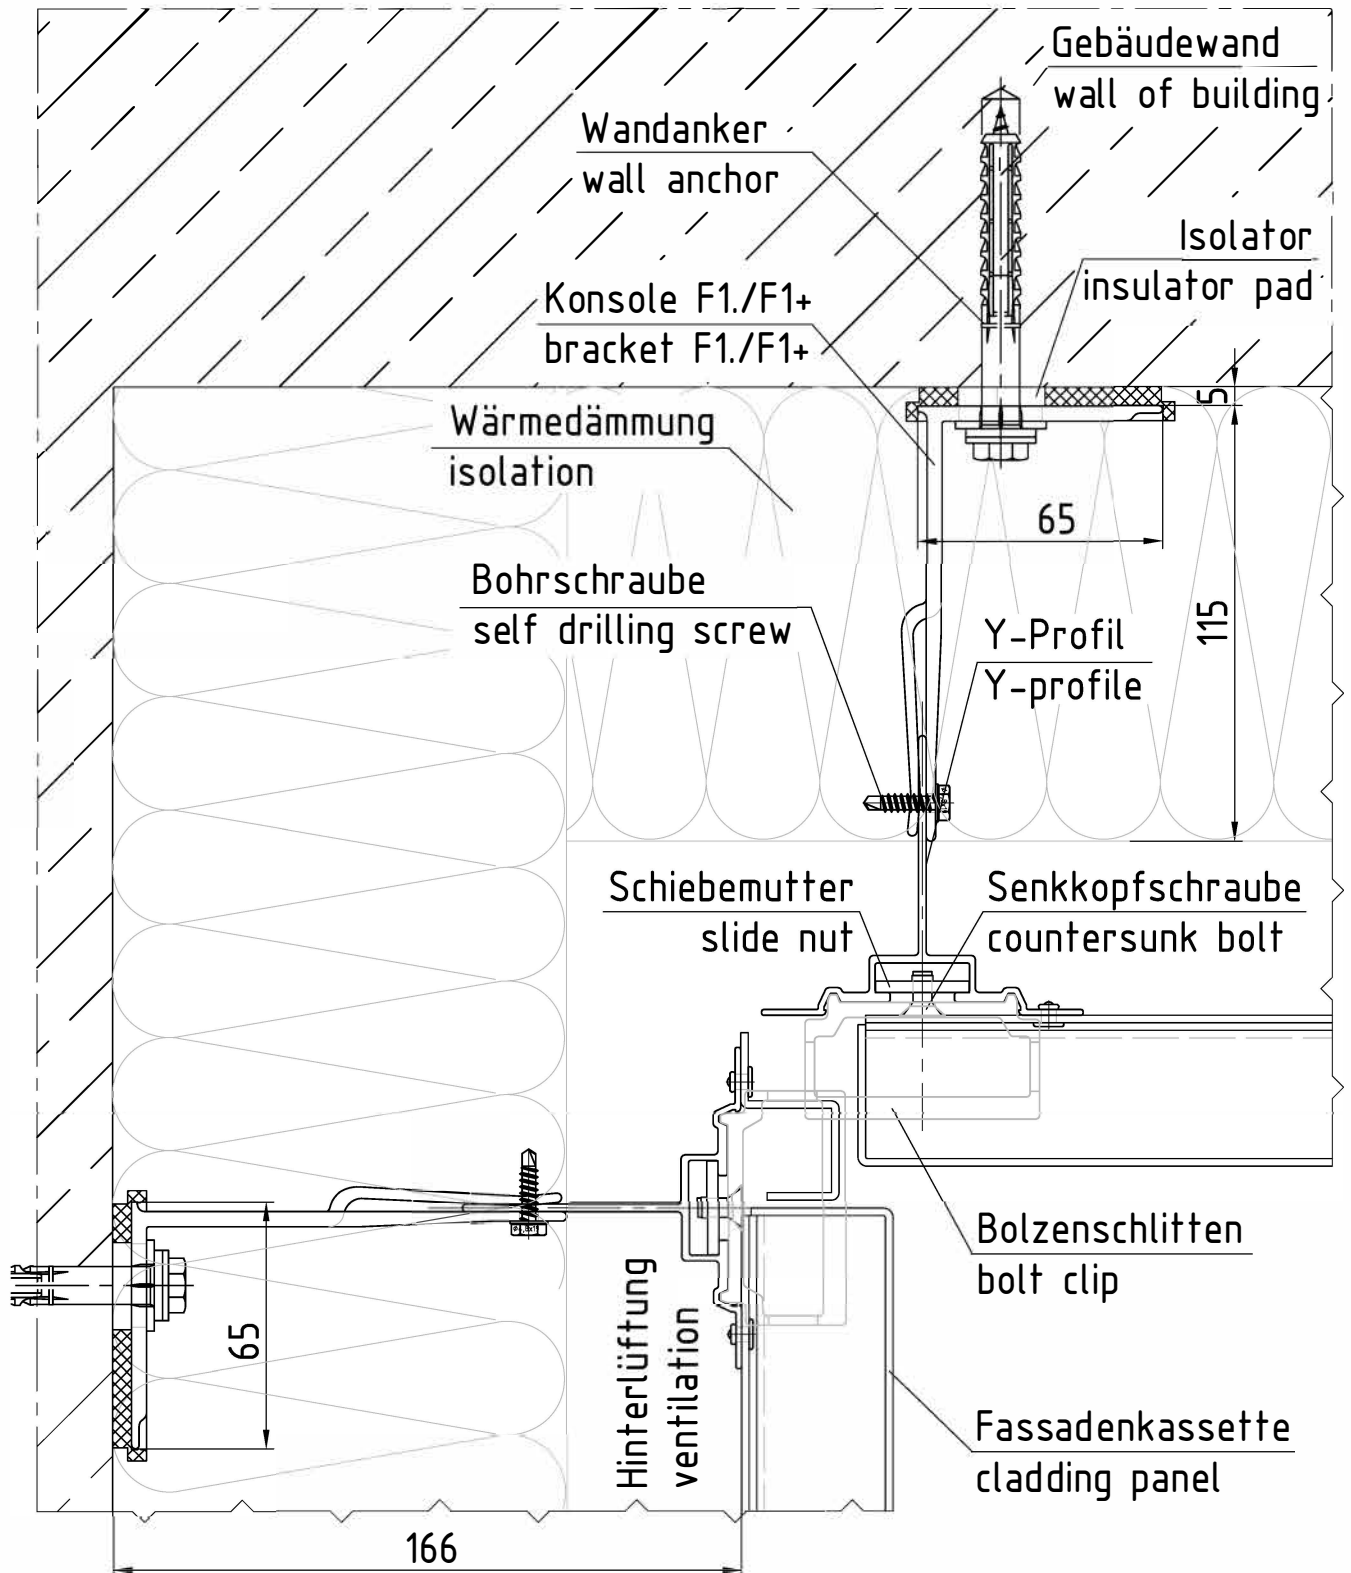 Gebäudewand
wall of building
Wandanker
wall anchor
Isolator
insulator pad
Konsole F1./F1+
bracket F1./F1+
5
Wärmedämmung
isolation
65
Bohrschraube
self drilling screw
115
Y-Profil
Y-profile
Schiebemutter
slide nut
Senkkopfschraube
countersunk bolt
Bolzenschlitten
bolt clip
65
Hinterlüftung
ventilation
Fassadenkassette
cladding panel
166